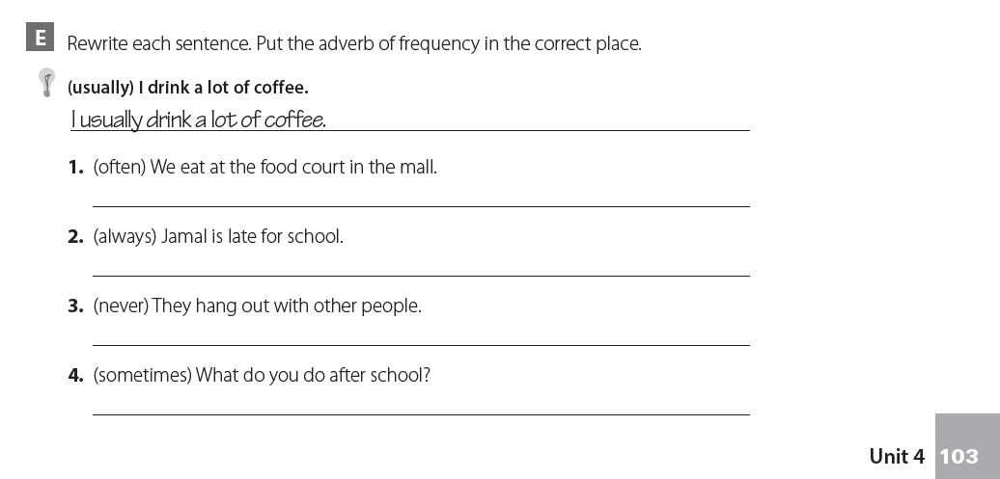 E Rewrite each sentence. Put the adverb of frequency in the correct place.
(usually) I drink a lot of coffee.
I usually drink a lot of coffee.
1. (often) We eat at the food court in the mall.
2. (always) Jamal is late for school.
3. (never) They hang out with other people.
4. (sometimes) What do you do after school?
Unit 4 103